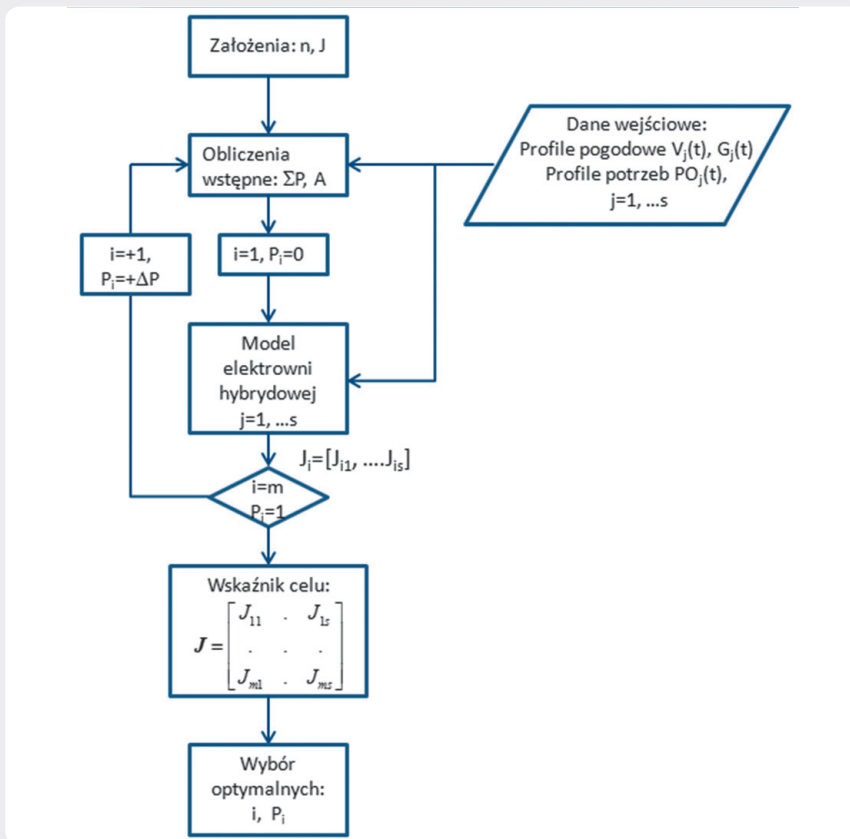 Założenia: n, J
Dane wejściowe:
Profile pogodowe Vⱼ(t), Gⱼ(t)
Profile potrzeb POⱼ(t),
j=1, ...s
Obliczenia
wstępne: ΣP, A
i=+1,
Pᵢ=+ΔP
i=1, Pᵢ=0
Model
elektrowni
hybrydowej
j=1, ...s
Jᵢ=[Jᵢ₁, ....Jᵢₛ]
i=m
Pᵢ=1
Wskaźnik celu:
J₁₁ . J₁ₛ
J = . . .
Jₘ₁ . Jₘₛ
Wybór
optymalnych:
i, Pᵢ